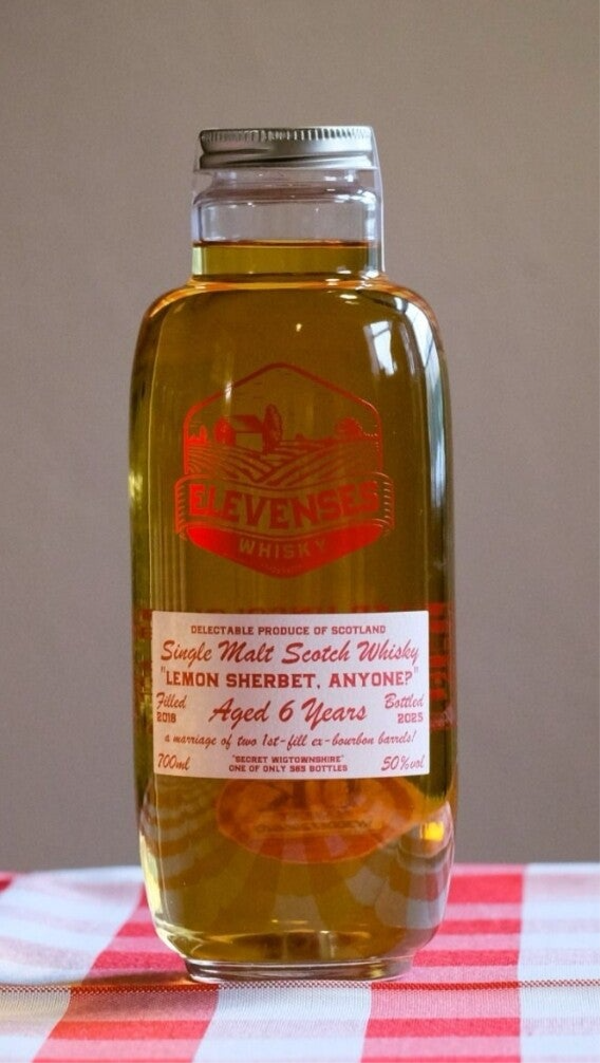 ELEVENSES
WHISKY
DELECTABLE PRODUCE OF SCOTLAND
Single Malt Scotch Whisky
"LEMON SHERBET, ANYONE?"
Filled
2018
Aged 6 Years
Bottled
2025
a marriage of two 1st-fill ex-bourbon barrels!
700ml
"SECRET WIGTOWNSHIRE"
ONE OF ONLY 365 BOTTLES
50%vol